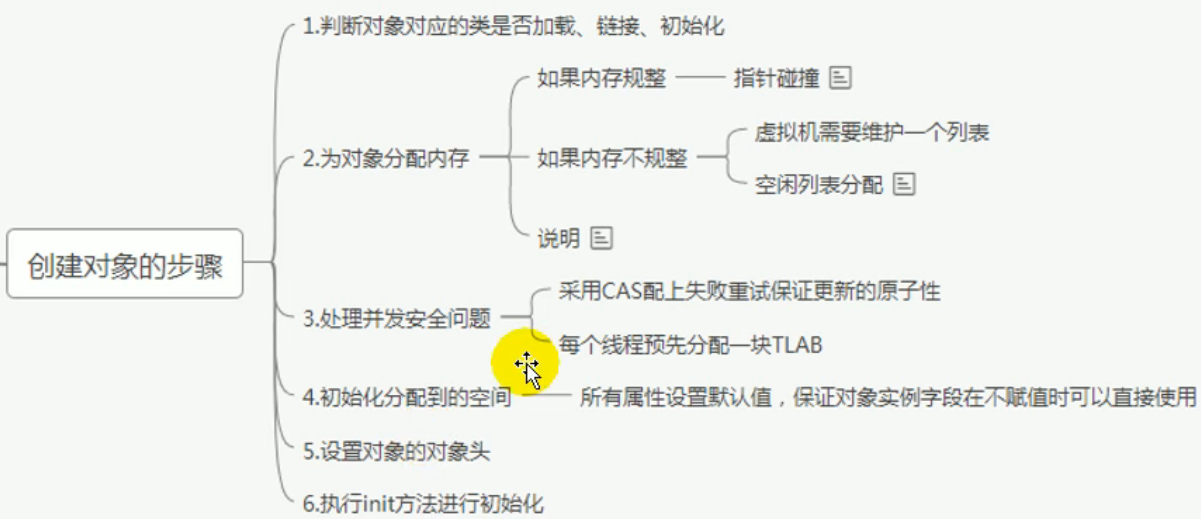 创建对象的步骤
1.判断对象对应的类是否加载、链接、初始化
2.为对象分配内存
如果内存规整
指针碰撞
如果内存不规整
虚拟机需要维护一个列表
空闲列表分配
说明
3.处理并发安全问题
采用CAS配上失败重试保证更新的原子性
每个线程预先分配一块TLAB
4.初始化分配到的空间
所有属性设置默认值，保证对象实例字段在不赋值时可以直接使用
5.设置对象的对象头
6.执行init方法进行初始化